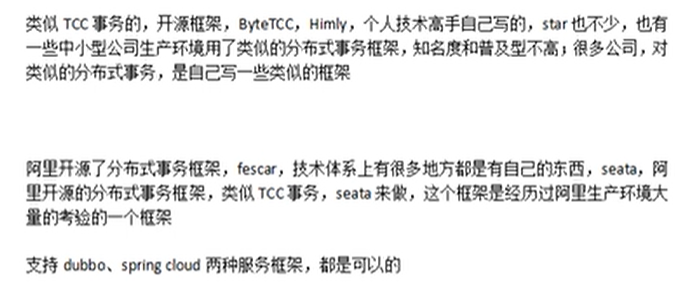 类似 TCC 事务的，开源框架，ByteTCC，Himly，个人技术高手自己写的，star 也不少，也有
一些中小型公司生产环境用了类似的分布式事务框架，知名度和普及型不高；很多公司，对
类似的分布式事务，是自己写一些类似的框架
阿里开源了分布式事务框架，fescar，技术体系上有很多地方都是有自己的东西，seata，阿
里开源的分布式事务框架，类似 TCC 事务，seata 来做，这个框架是经历过阿里生产环境大
量的考验的一个框架
支持 dubbo、spring cloud 两种服务框架，都是可以的